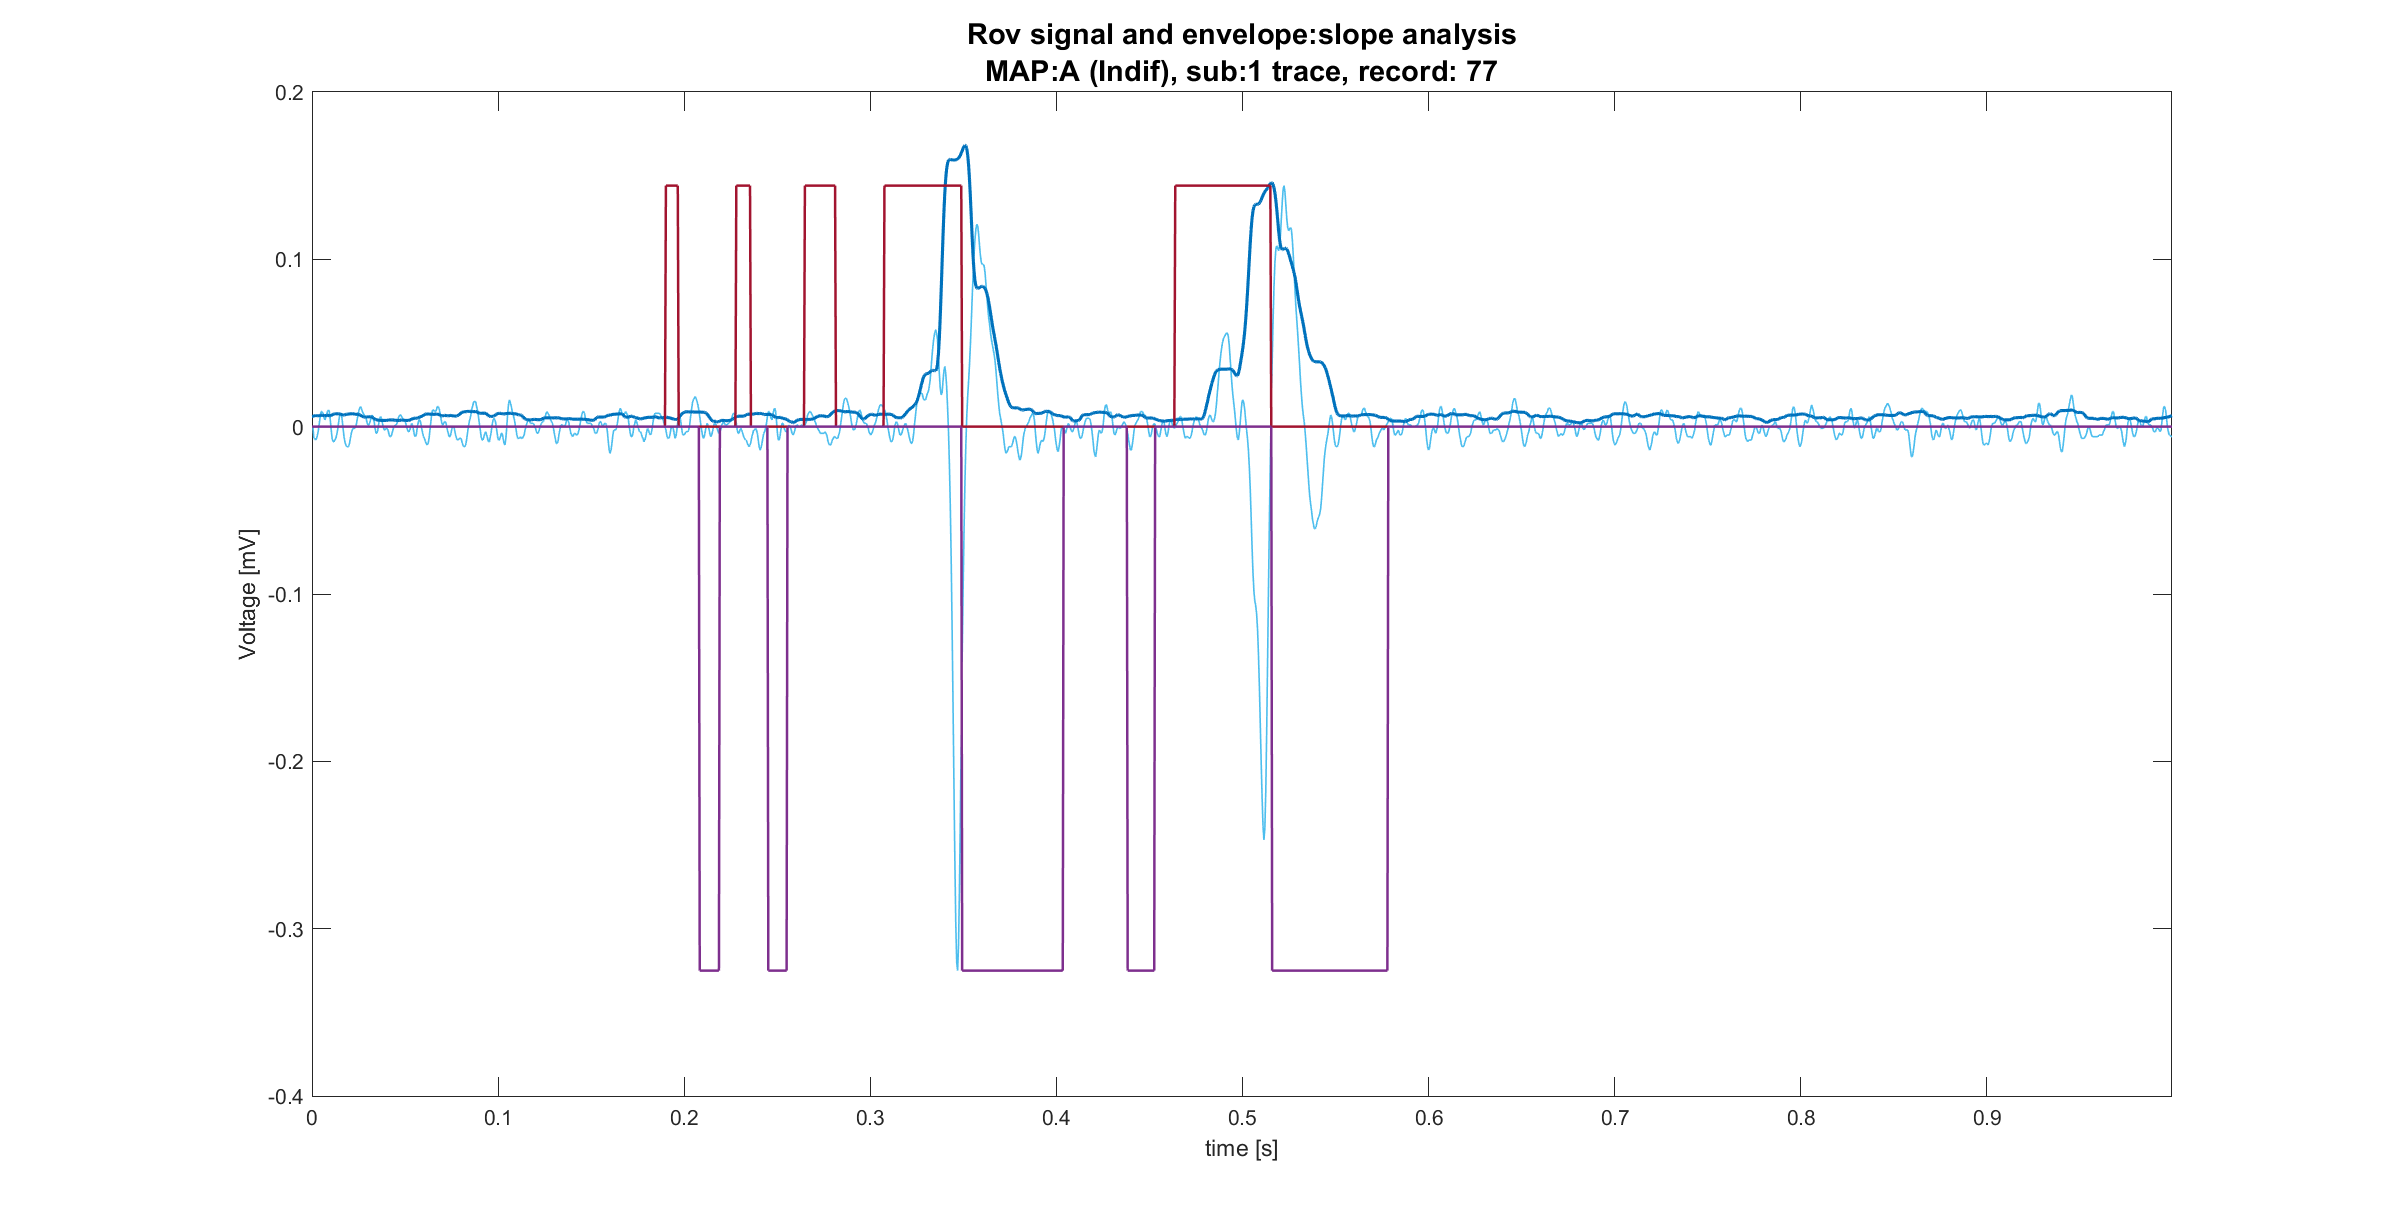 Rov signal and envelope:slope analysis
MAP:A (Indif), sub:1 trace, record: 77
0.2
0.1
0
-0.1
-0.2
-0.3
-0.4
Voltage [mV]
0 0.1 0.2 0.3 0.4 0.5 0.6 0.7 0.8 0.9
time [s]